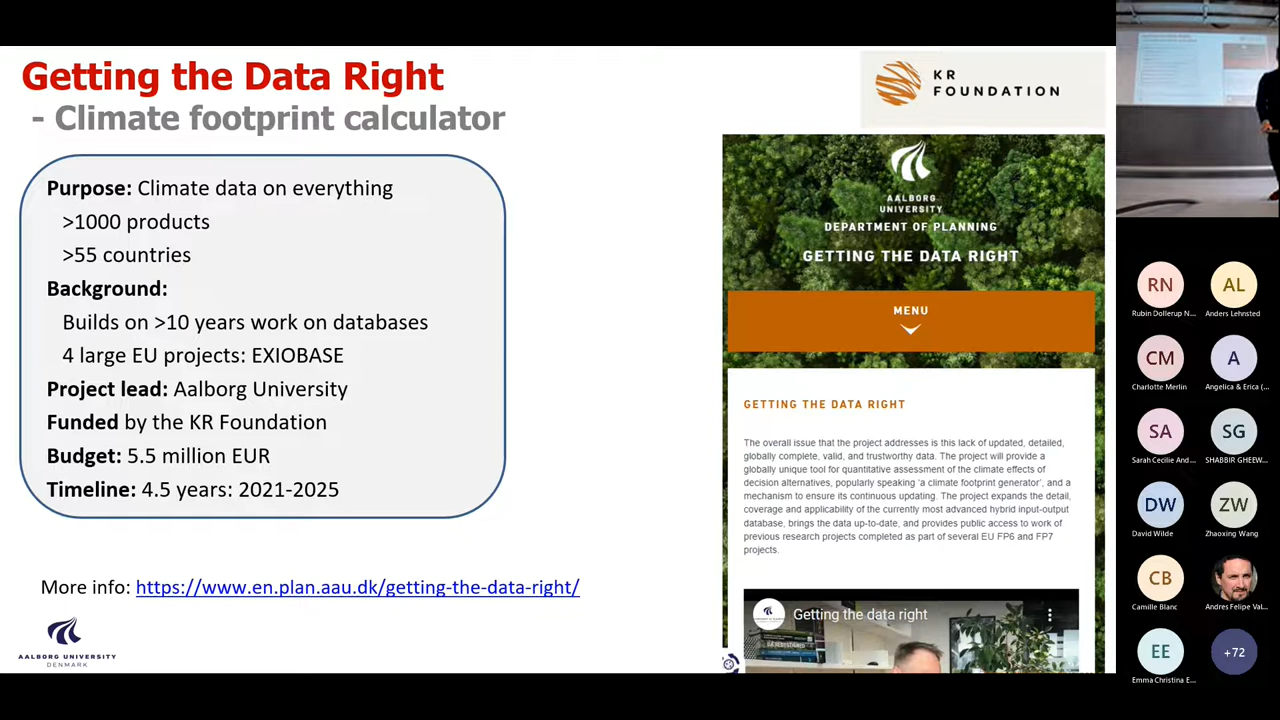 Getting the Data Right
- Climate footprint calculator
Purpose: Climate data on everything
>1000 products
>55 countries
Background:
Builds on >10 years work on databases
4 large EU projects: EXIOBASE
Project lead: Aalborg University
Funded by the KR Foundation
Budget: 5.5 million EUR
Timeline: 4.5 years: 2021-2025
More info: https://www.en.plan.aau.dk/getting-the-data-right/
AALBORG UNIVERSITY
DENMARK
KR
FOUNDATION
AALBORG
UNIVERSITY
DEPARTMENT OF PLANNING
GETTING THE DATA RIGHT
MENU
GETTING THE DATA RIGHT
The overall issue that the project addresses is this lack of updated, detailed,
globally complete, valid, and trustworthy data. The project will provide a
globally unique tool for quantitative assessment of the climate effects of
decision alternatives, popularly speaking 'a climate footprint generator', and a
mechanism to ensure its continuous updating. The project expands the detail,
coverage and applicability of the currently most advanced hybrid input-output
database, brings the data up-to-date, and provides public access to work of
previous research projects completed as part of several EU FP6 and FP7
projects.
Getting the data right
RN
AL
Rubin Dollerup N...
Anders Lehnsted
CM
A
Charlotte Merlin
Angelica & Erica (...
SA
SG
Sarah Cecilie And...
SHABBIR GHEEW...
DW
ZW
David Wilde
Zhaoxing Wang
CB
Camille Blanc
Andres Felipe Val...
EE
+72
Emma Christina E...